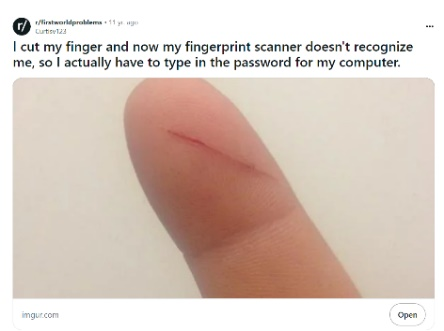 r/firstworldproblems • 11 yr. ago
Curtisv123
I cut my finger and now my fingerprint scanner doesn't recognize
me, so I actually have to type in the password for my computer.
imgur.com
Open